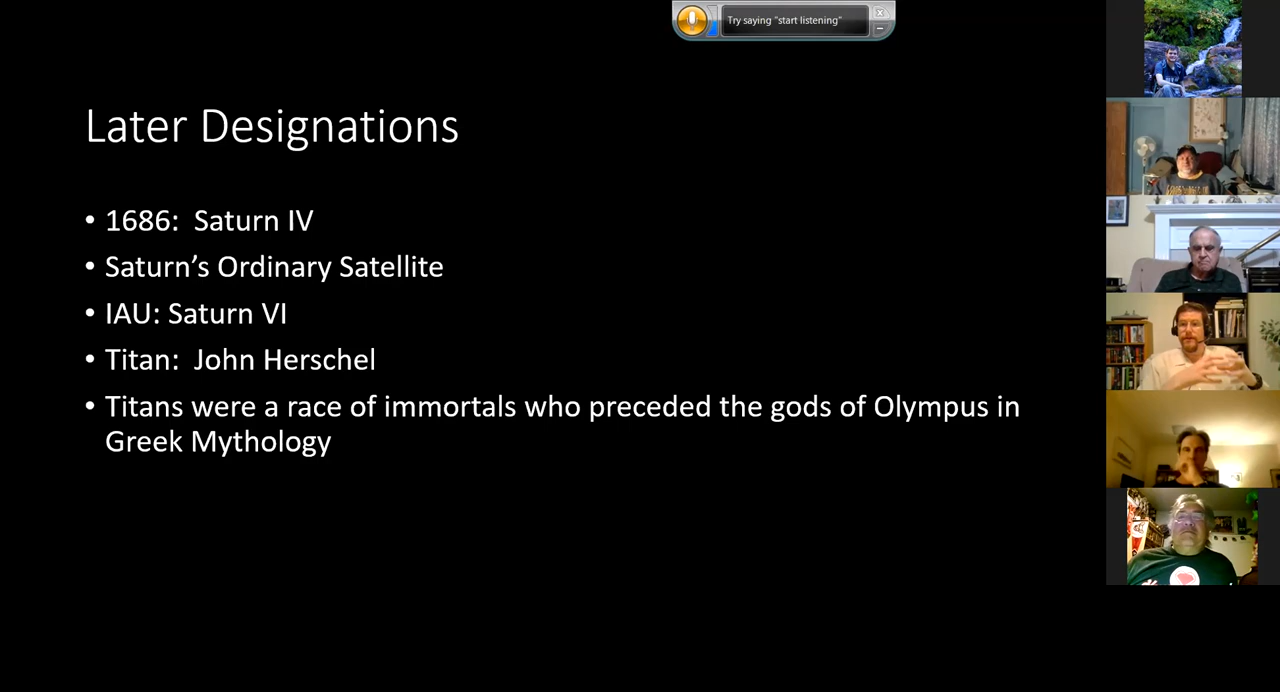 Try saying "start listening"
Later Designations
• 1686: Saturn IV
• Saturn’s Ordinary Satellite
• IAU: Saturn VI
• Titan: John Herschel
• Titans were a race of immortals who preceded the gods of Olympus in
Greek Mythology